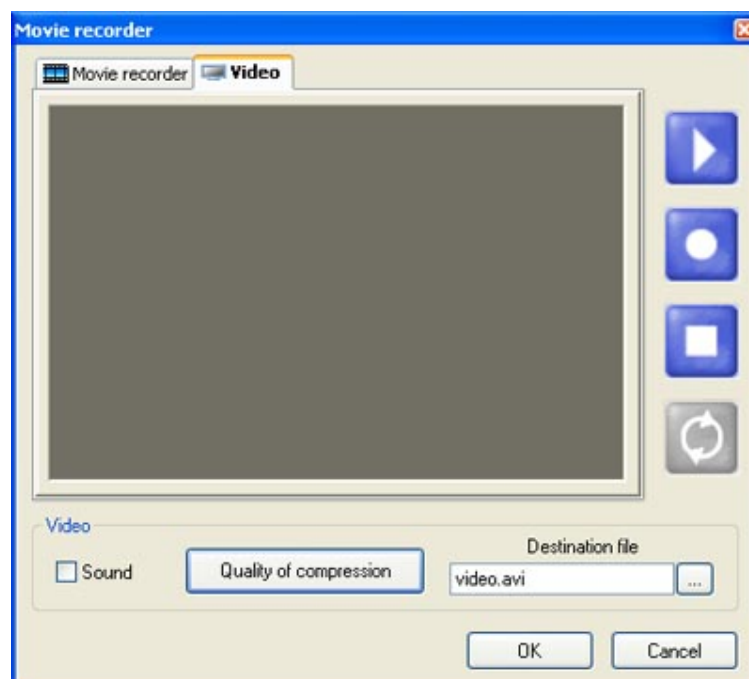 Movie recorder
Movie recorder Video
Video
Destination file
Sound Quality of compression video.avi ...
OK Cancel